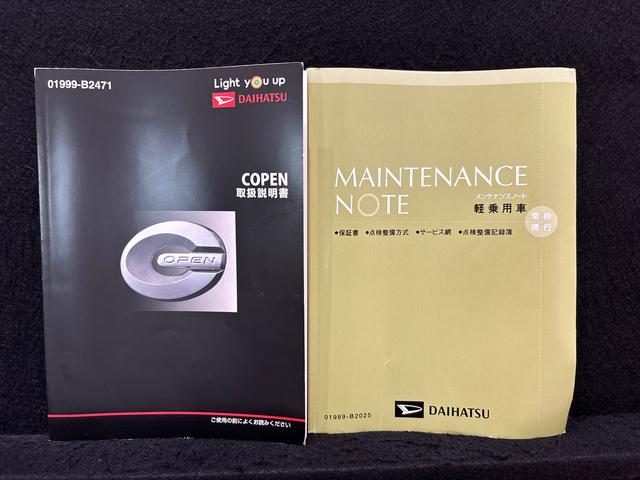 01999-B2471
Light you up
DAIHATSU
COPEN
取扱説明書
OPEN
ご使用の前によくお読みください
MAINTENANCE
NOTE
メンテナンスノート
軽乗用車
常時
携行
●保証書 ●点検整備方式 ●サービス網 ●点検整備記録簿
01989-B2025
DAIHATSU